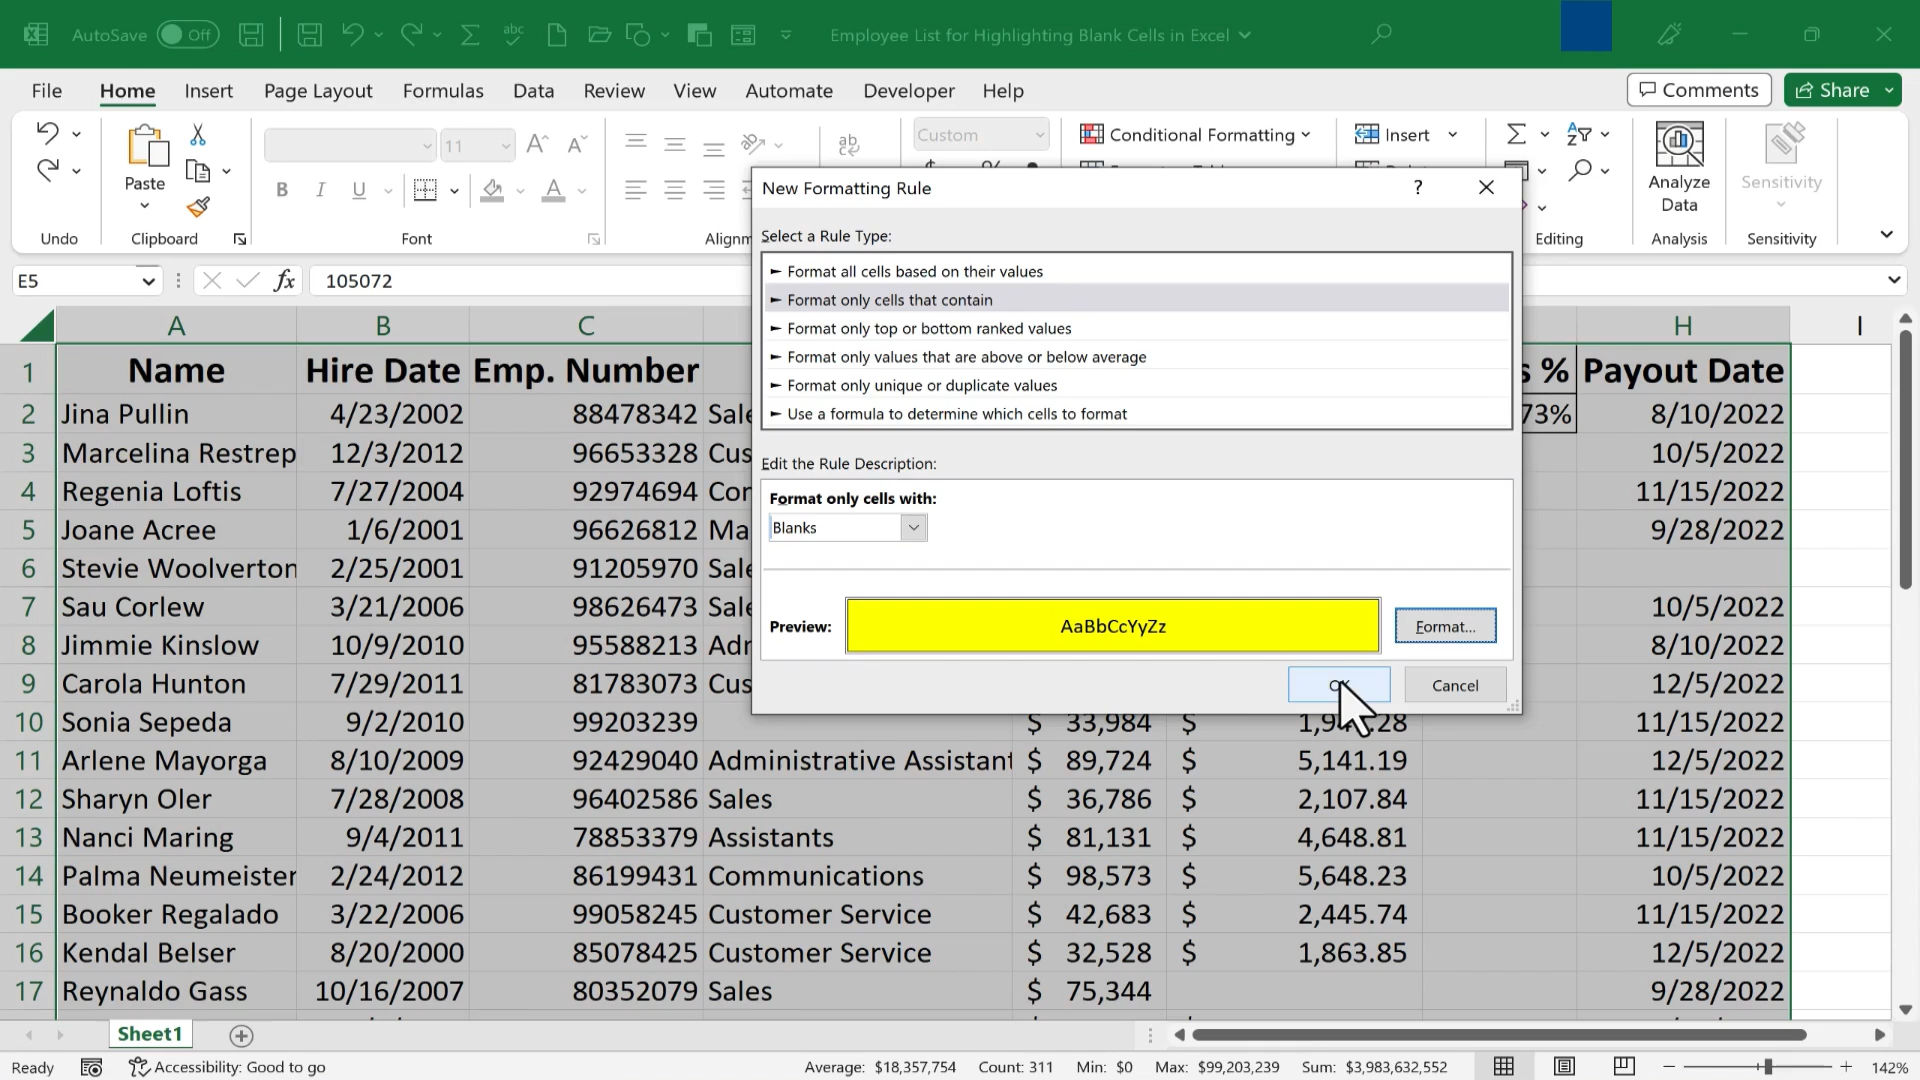 AutoSave Off Employee List for Highlighting Blank Cells in Excel
File Home Insert Page Layout Formulas Data Review View Automate Developer Help Comments Share
11 Custom Conditional Formatting Insert
Paste B I U Analyze Data Sensitivity
Undo Clipboard Font Editing Analysis Sensitivity
E5 fx 105072
New Formatting Rule ?
Select a Rule Type:
► Format all cells based on their values
► Format only cells that contain
► Format only top or bottom ranked values
► Format only values that are above or below average
► Format only unique or duplicate values
► Use a formula to determine which cells to format
Edit the Rule Description:
Format only cells with:
Blanks
Preview: AaBbCcYyZz Format...
OK Cancel
A B C H I
1 Name Hire Date Emp. Number % Payout Date
2 Jina Pullin 4/23/2002 88478342 73% 8/10/2022
3 Marcelina Restrep 12/3/2012 96653328 10/5/2022
4 Regenia Loftis 7/27/2004 92974694 11/15/2022
5 Joane Acree 1/6/2001 96626812 9/28/2022
6 Stevie Woolverton 2/25/2001 91205970
7 Sau Corlew 3/21/2006 98626473 10/5/2022
8 Jimmie Kinslow 10/9/2010 95588213 8/10/2022
9 Carola Hunton 7/29/2011 81783073 12/5/2022
10 Sonia Sepeda 9/2/2010 99203239 $ 33,984 $ 11/15/2022
11 Arlene Mayorga 8/10/2009 92429040 Administrative Assistant $ 89,724 $ 5,141.19 12/5/2022
12 Sharyn Oler 7/28/2008 96402586 Sales $ 36,786 $ 2,107.84 11/15/2022
13 Nanci Maring 9/4/2011 78853379 Assistants $ 81,131 $ 4,648.81 11/15/2022
14 Palma Neumeister 2/24/2012 86199431 Communications $ 98,573 $ 5,648.23 10/5/2022
15 Booker Regalado 3/22/2006 99058245 Customer Service $ 42,683 $ 2,445.74 11/15/2022
16 Kendal Belser 8/20/2000 85078425 Customer Service $ 32,528 $ 1,863.85 12/5/2022
17 Reynaldo Gass 10/16/2007 80352079 Sales $ 75,344 9/28/2022
Sheet1
Ready Accessibility: Good to go Average: $18,357,754 Count: 311 Min: $0 Max: $99,203,239 Sum: $3,983,632,552 142%